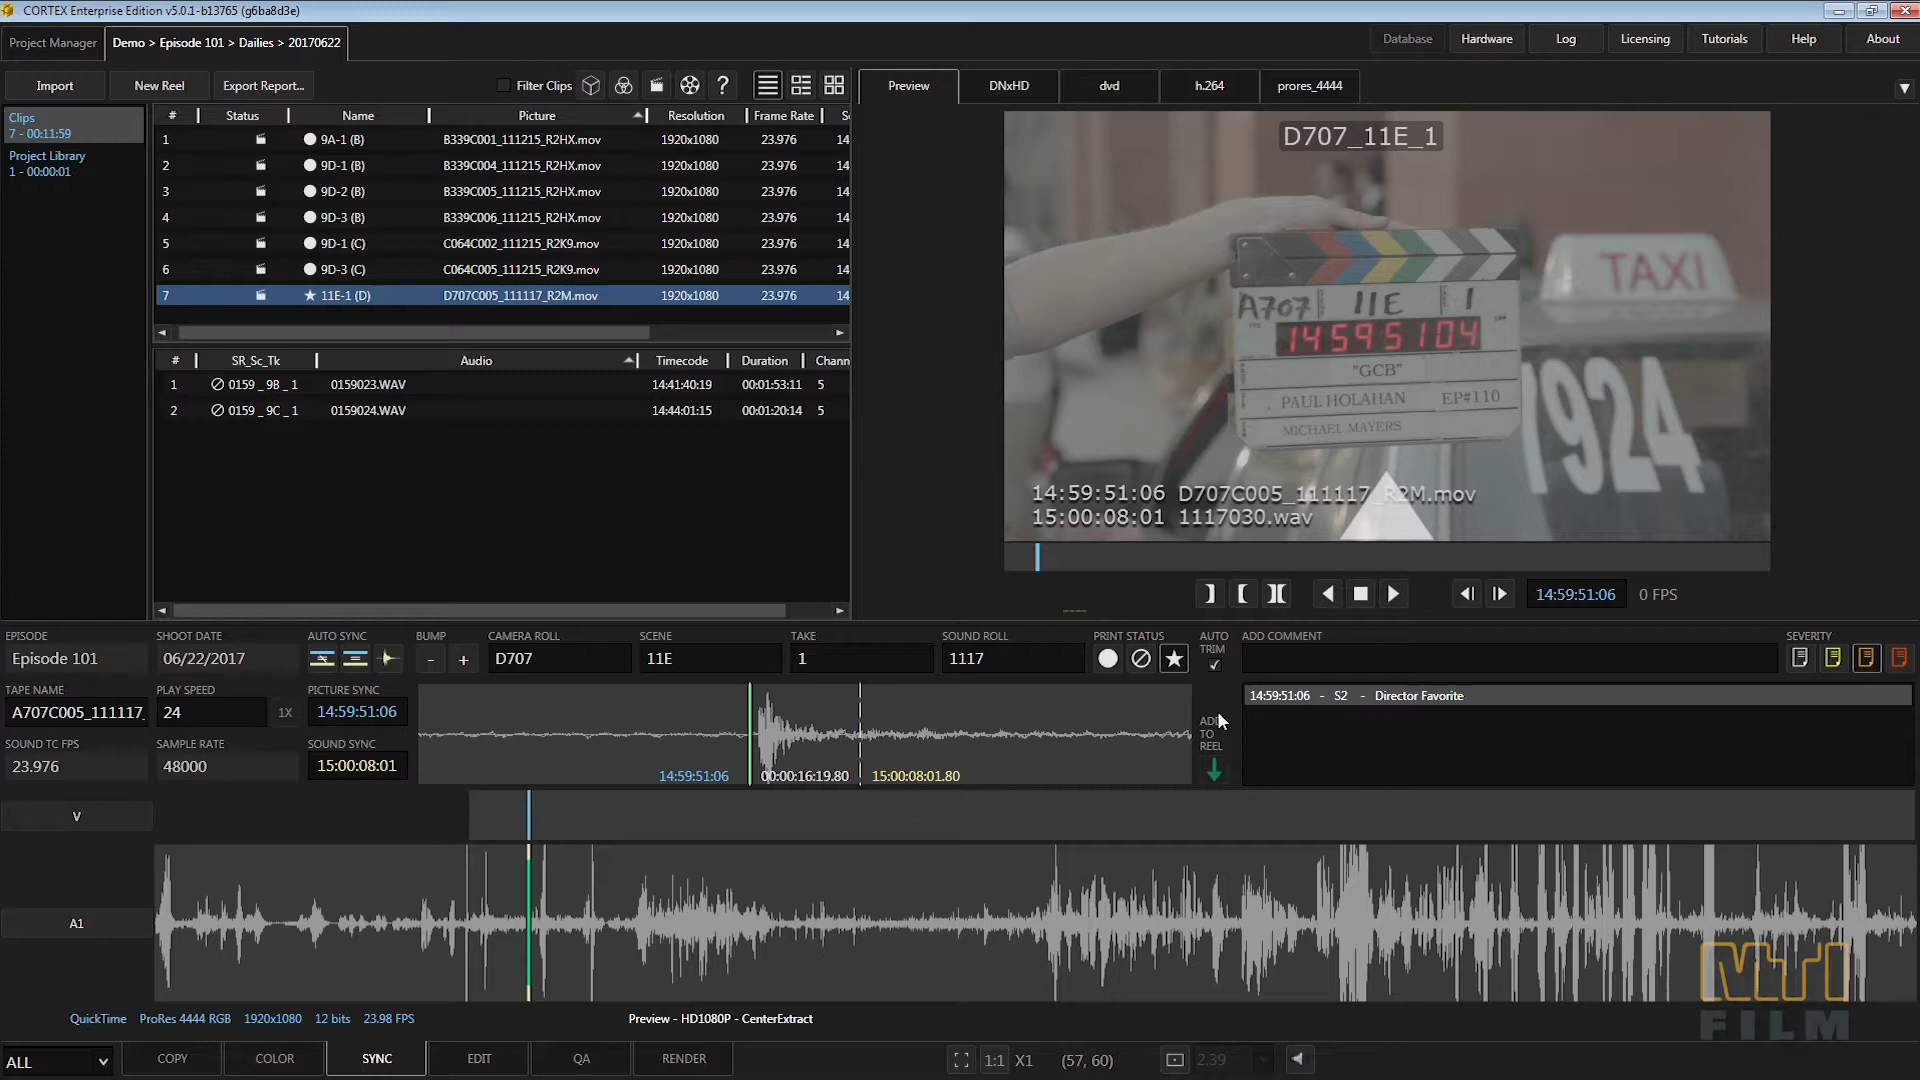 CORTEX Enterprise Edition v5.0.1-b13765 (g6ba8d3e)
Project Manager
Demo > Episode 101 > Dailies > 20170622
Database
Hardware
Log
Licensing
Tutorials
Help
About
Import
New Reel
Export Report...
Filter Clips
?
Preview
DNxHD
dvd
h.264
prores_4444
Clips
7 - 00:11:59
Project Library
1 - 00:00:01
# Status Name Picture Resolution Frame Rate S
1 9A-1 (B) B339C001_111215_R2HX.mov 1920x1080 23.976 14
2 9D-1 (B) B339C004_111215_R2HX.mov 1920x1080 23.976 14
3 9D-2 (B) B339C005_111215_R2HX.mov 1920x1080 23.976 14
4 9D-3 (B) B339C006_111215_R2HX.mov 1920x1080 23.976 14
5 9D-1 (C) C064C002_111215_R2K9.mov 1920x1080 23.976 14
6 9D-3 (C) C064C005_111215_R2K9.mov 1920x1080 23.976 14
7 11E-1 (D) D707C005_111117_R2M.mov 1920x1080 23.976 14
# SR_Sc_Tk Audio Timecode Duration Chann
1 0159 _ 9B _ 1 0159023.WAV 14:41:40:19 00:01:53:11 5
2 0159 _ 9C _ 1 0159024.WAV 14:44:01:15 00:01:20:14 5
D707_11E_1
TAXI
A707 11E 1
14595104
"GCB"
PAUL HOLAHAN EP#110
MICHAEL MAYERS
7924
14:59:51:06 D707C005_111117_R2M.mov
15:00:08:01 1117030.wav
14:59:51:06
0 FPS
EPISODE
Episode 101
SHOOT DATE
06/22/2017
AUTO SYNC
BUMP
- +
CAMERA ROLL
D707
SCENE
11E
TAKE
1
SOUND ROLL
1117
PRINT STATUS
AUTO
TRIM
ADD COMMENT
SEVERITY
TAPE NAME
A707C005_111117_
PLAY SPEED
24
1X
PICTURE SYNC
14:59:51:06
SOUND TC FPS
23.976
SAMPLE RATE
48000
SOUND SYNC
15:00:08:01
14:59:51:06
00:00:16:19.80
15:00:08:01.80
ADD
TO
REEL
14:59:51:06 - S2 - Director Favorite
V
A1
QuickTime ProRes 4444 RGB 1920x1080 12 bits 23.98 FPS
Preview - HD1080P - CenterExtract
MTI
FILM
ALL
COPY
COLOR
SYNC
EDIT
QA
RENDER
1:1
X1
(57, 60)
2.39